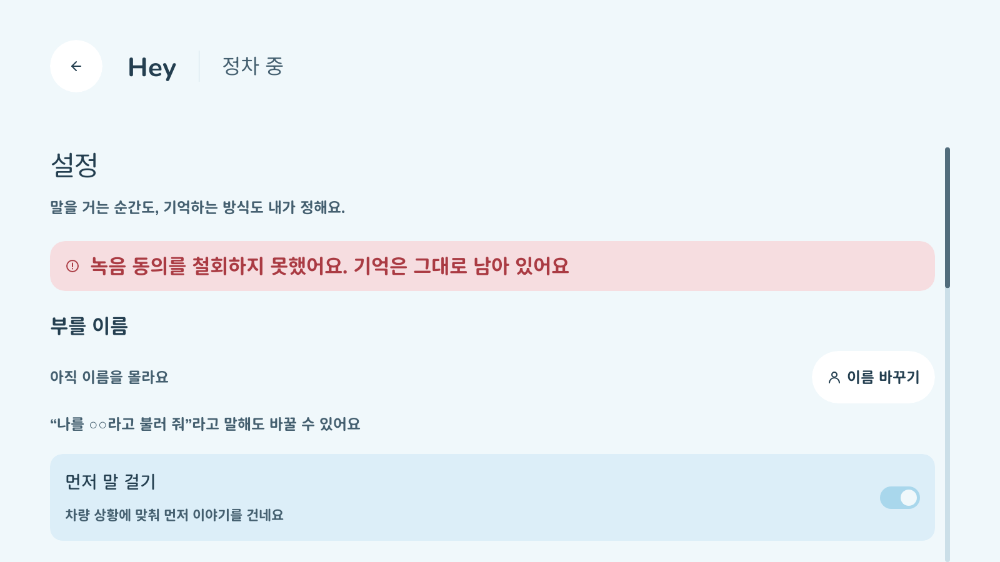 Hey
정차 중
설정
말을 거는 순간도, 기억하는 방식도 내가 정해요.
녹음 동의를 철회하지 못했어요. 기억은 그대로 남아 있어요
부를 이름
아직 이름을 몰라요
이름 바꾸기
“나를 ○○라고 불러 줘”라고 말해도 바꿀 수 있어요
먼저 말 걸기
차량 상황에 맞춰 먼저 이야기를 건네요